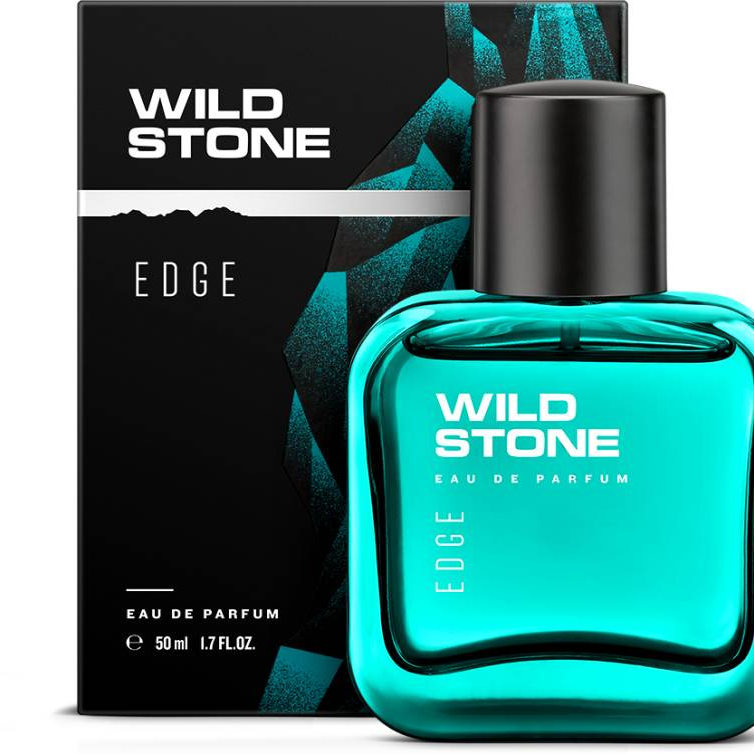 WILD
STONE
EDGE
EAU DE PARFUM
℮ 50 ml 1.7 FL.OZ.
WILD
STONE
EAU DE PARFUM
EDGE